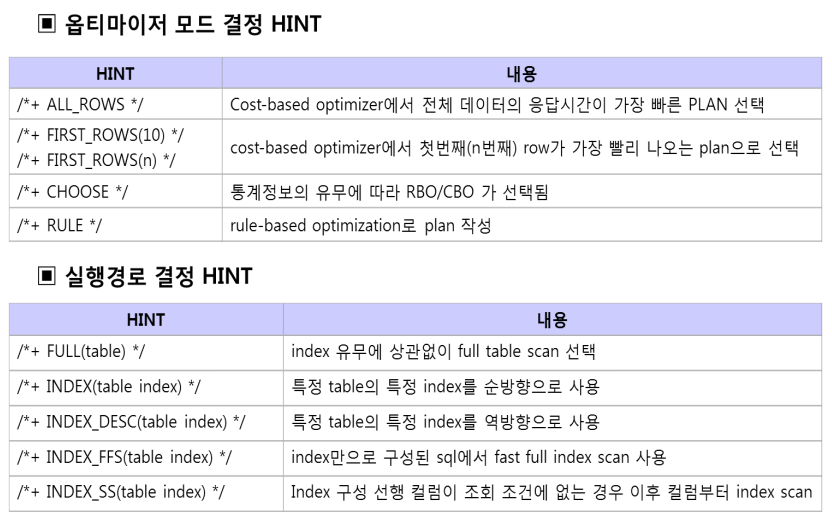 ▣ 옵티마이저 모드 결정 HINT
HINT 내용
/*+ ALL_ROWS */ Cost-based optimizer에서 전체 데이터의 응답시간이 가장 빠른 PLAN 선택
/*+ FIRST_ROWS(10) */
/*+ FIRST_ROWS(n) */
cost-based optimizer에서 첫번째(n번째) row가 가장 빨리 나오는 plan으로 선택
/*+ CHOOSE */ 통계정보의 유무에 따라 RBO/CBO 가 선택됨
/*+ RULE */ rule-based optimization로 plan 작성
▣ 실행경로 결정 HINT
HINT 내용
/*+ FULL(table) */ index 유무에 상관없이 full table scan 선택
/*+ INDEX(table index) */ 특정 table의 특정 index를 순방향으로 사용
/*+ INDEX_DESC(table index) */ 특정 table의 특정 index를 역방향으로 사용
/*+ INDEX_FFS(table index) */ index만으로 구성된 sql에서 fast full index scan 사용
/*+ INDEX_SS(table index) */ Index 구성 선행 컬럼이 조회 조건에 없는 경우 이후 컬럼부터 index scan